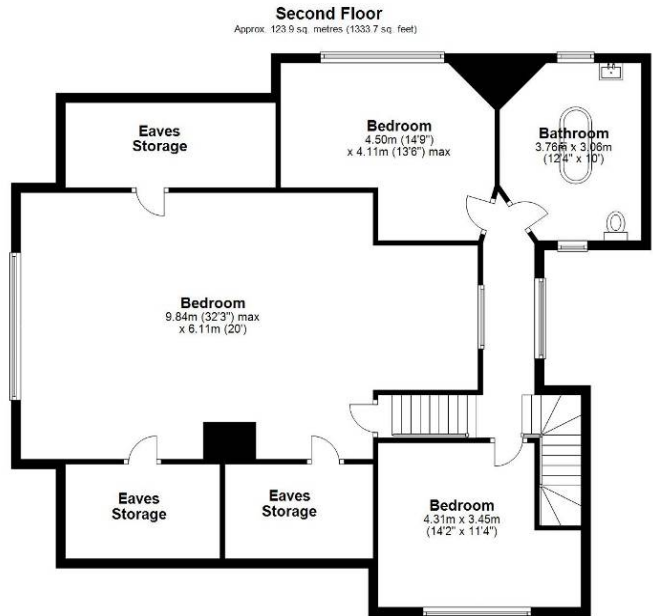 Second Floor
Approx. 123.9 sq. metres (1333.7 sq. feet)
Eaves
Storage
Bedroom
4.50m (14'9")
x 4.11m (13'6") max
Bathroom
3.76m x 3.06m
(12'4" x 10')
Bedroom
9.84m (32'3") max
x 6.11m (20')
Eaves
Storage
Eaves
Storage
Bedroom
4.31m x 3.45m
(14'2" x 11'4")